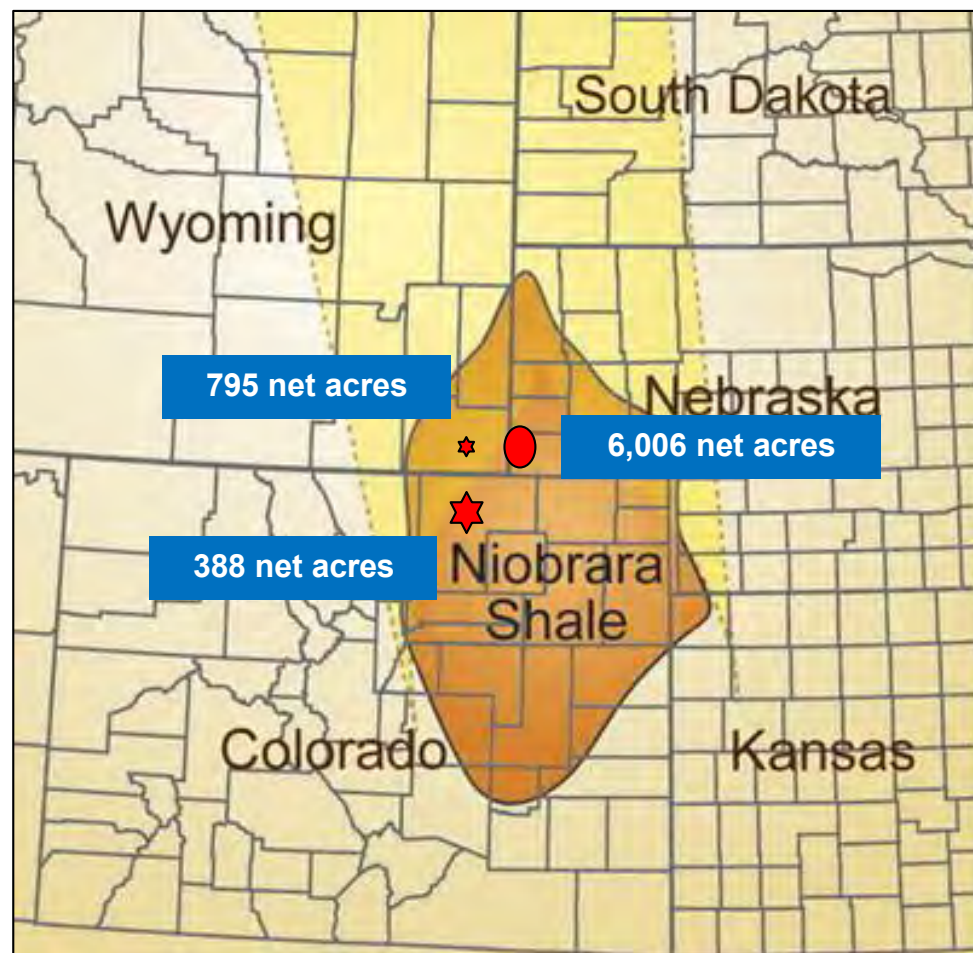 South Dakota
Wyoming
795 net acres
Nebraska
6,006 net acres
388 net acres
Niobrara
Shale
Colorado
Kansas